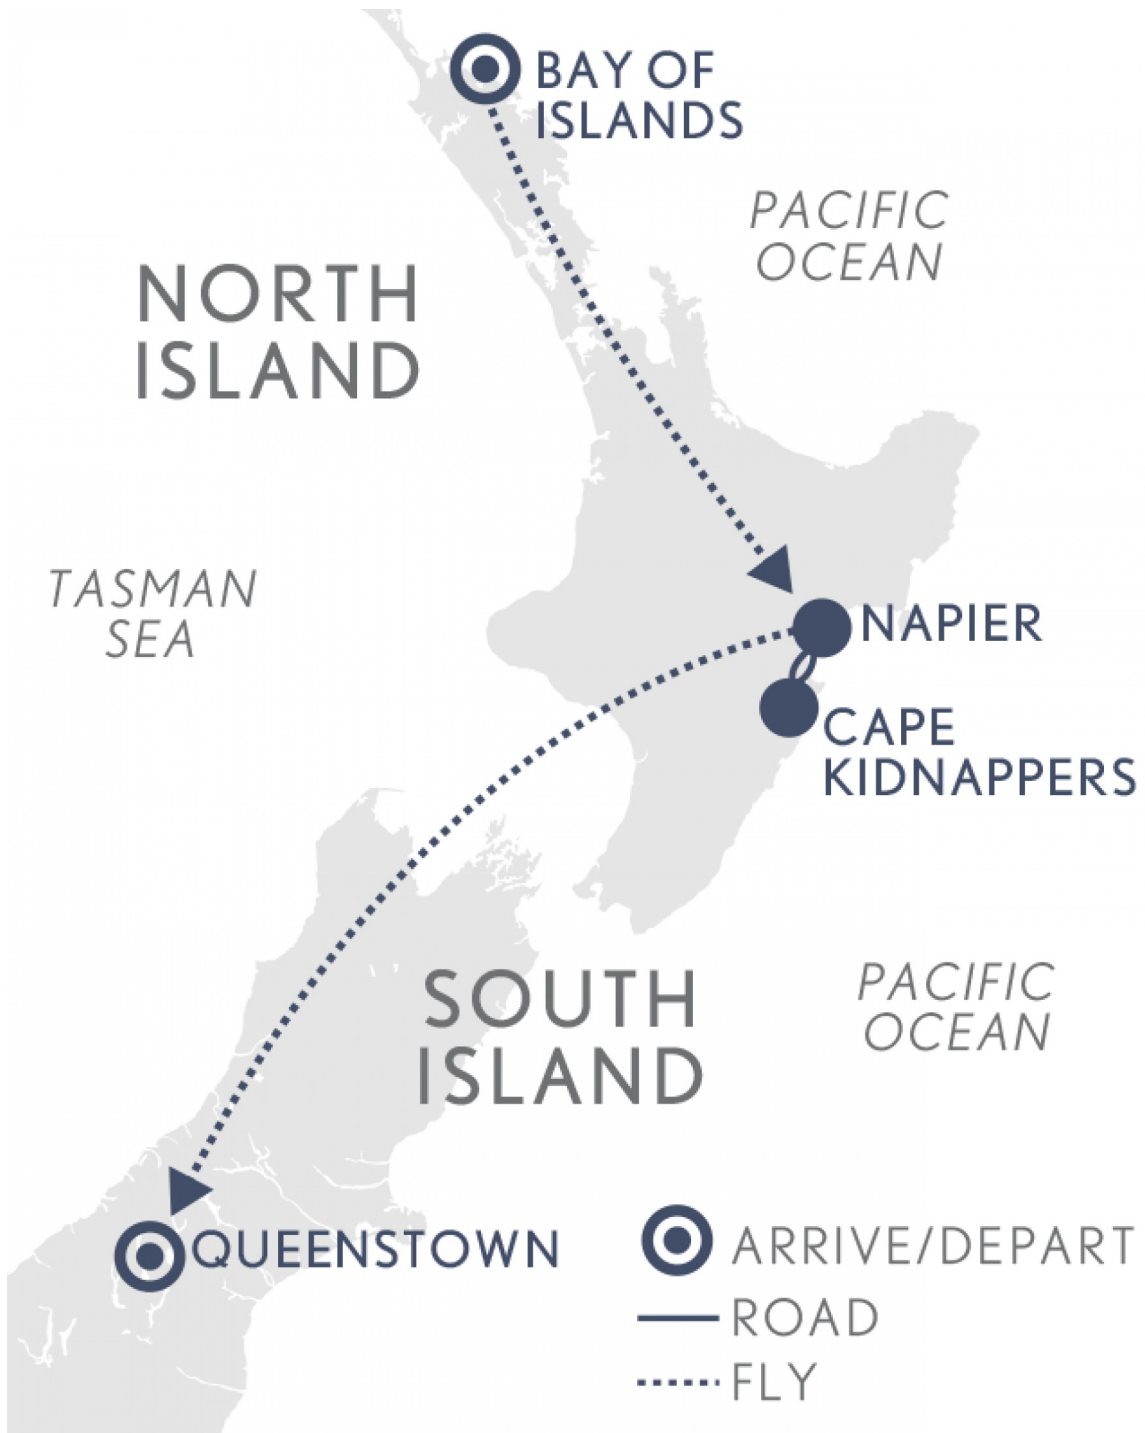 BAY OF
ISLANDS
PACIFIC
OCEAN
NORTH
ISLAND
TASMAN
SEA
NAPIER
CAPE
KIDNAPPERS
SOUTH
ISLAND
PACIFIC
OCEAN
QUEENSTOWN
ARRIVE/DEPART
ROAD
FLY